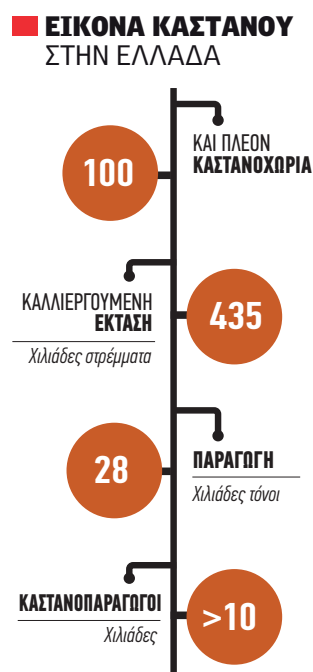 ΕΙΚΟΝΑ ΚΑΣΤΑΝΟΥ
ΣΤΗΝ ΕΛΛΑΔΑ
100
ΚΑΙ ΠΛΕΟΝ
ΚΑΣΤΑΝΟΧΩΡΙΑ
ΚΑΛΛΙΕΡΓΟΥΜΕΝΗ
ΕΚΤΑΣΗ
Χιλιάδες στρέμματα
435
28
ΠΑΡΑΓΩΓΗ
Χιλιάδες τόνοι
ΚΑΣΤΑΝΟΠΑΡΑΓΩΓΟΙ
Χιλιάδες
>10